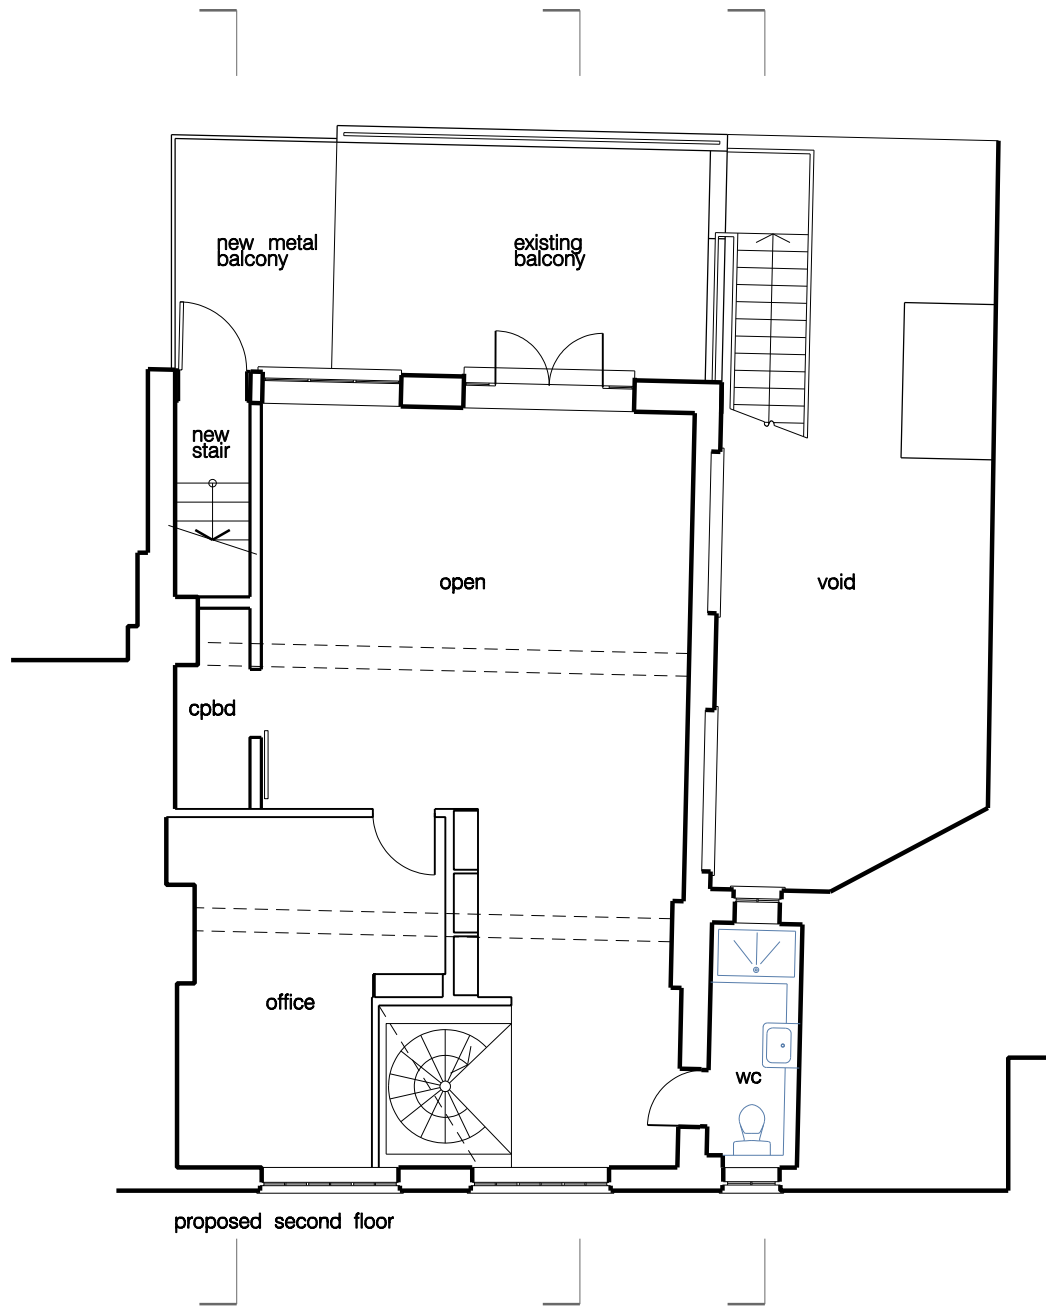 new metal
balcony
existing
balcony
new
stair
open
void
cpbd
office
wc
proposed second floor